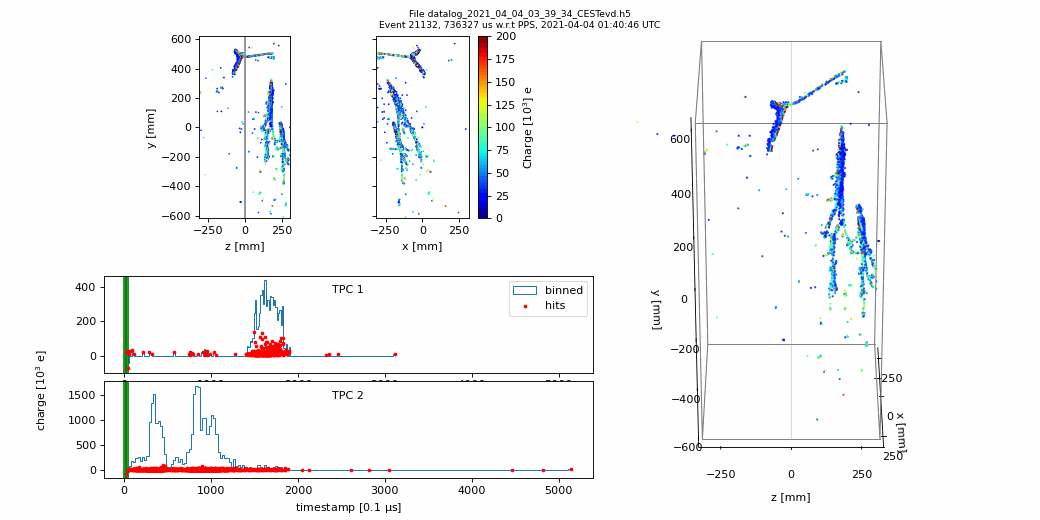 File datalog_2021_04_04_03_39_34_CESTevd.h5
Event 21132, 736327 us w.r.t PPS, 2021-04-04 01:40:46 UTC
600
400
200
0
−200
−400
−600
y [mm]
−250 0 250
z [mm]
−250 0 250
x [mm]
200
175
150
125
100
75
50
25
0
Charge [10³] e
TPC 1
binned
hits
400
200
0
TPC 2
1500
1000
500
0
charge [10³ e]
0 1000 2000 3000 4000 5000
timestamp [0.1 μs]
600
400
200
0
−200
−400
−600
y [mm]
−250 0 250
z [mm]
−250
0
250
x [mm]